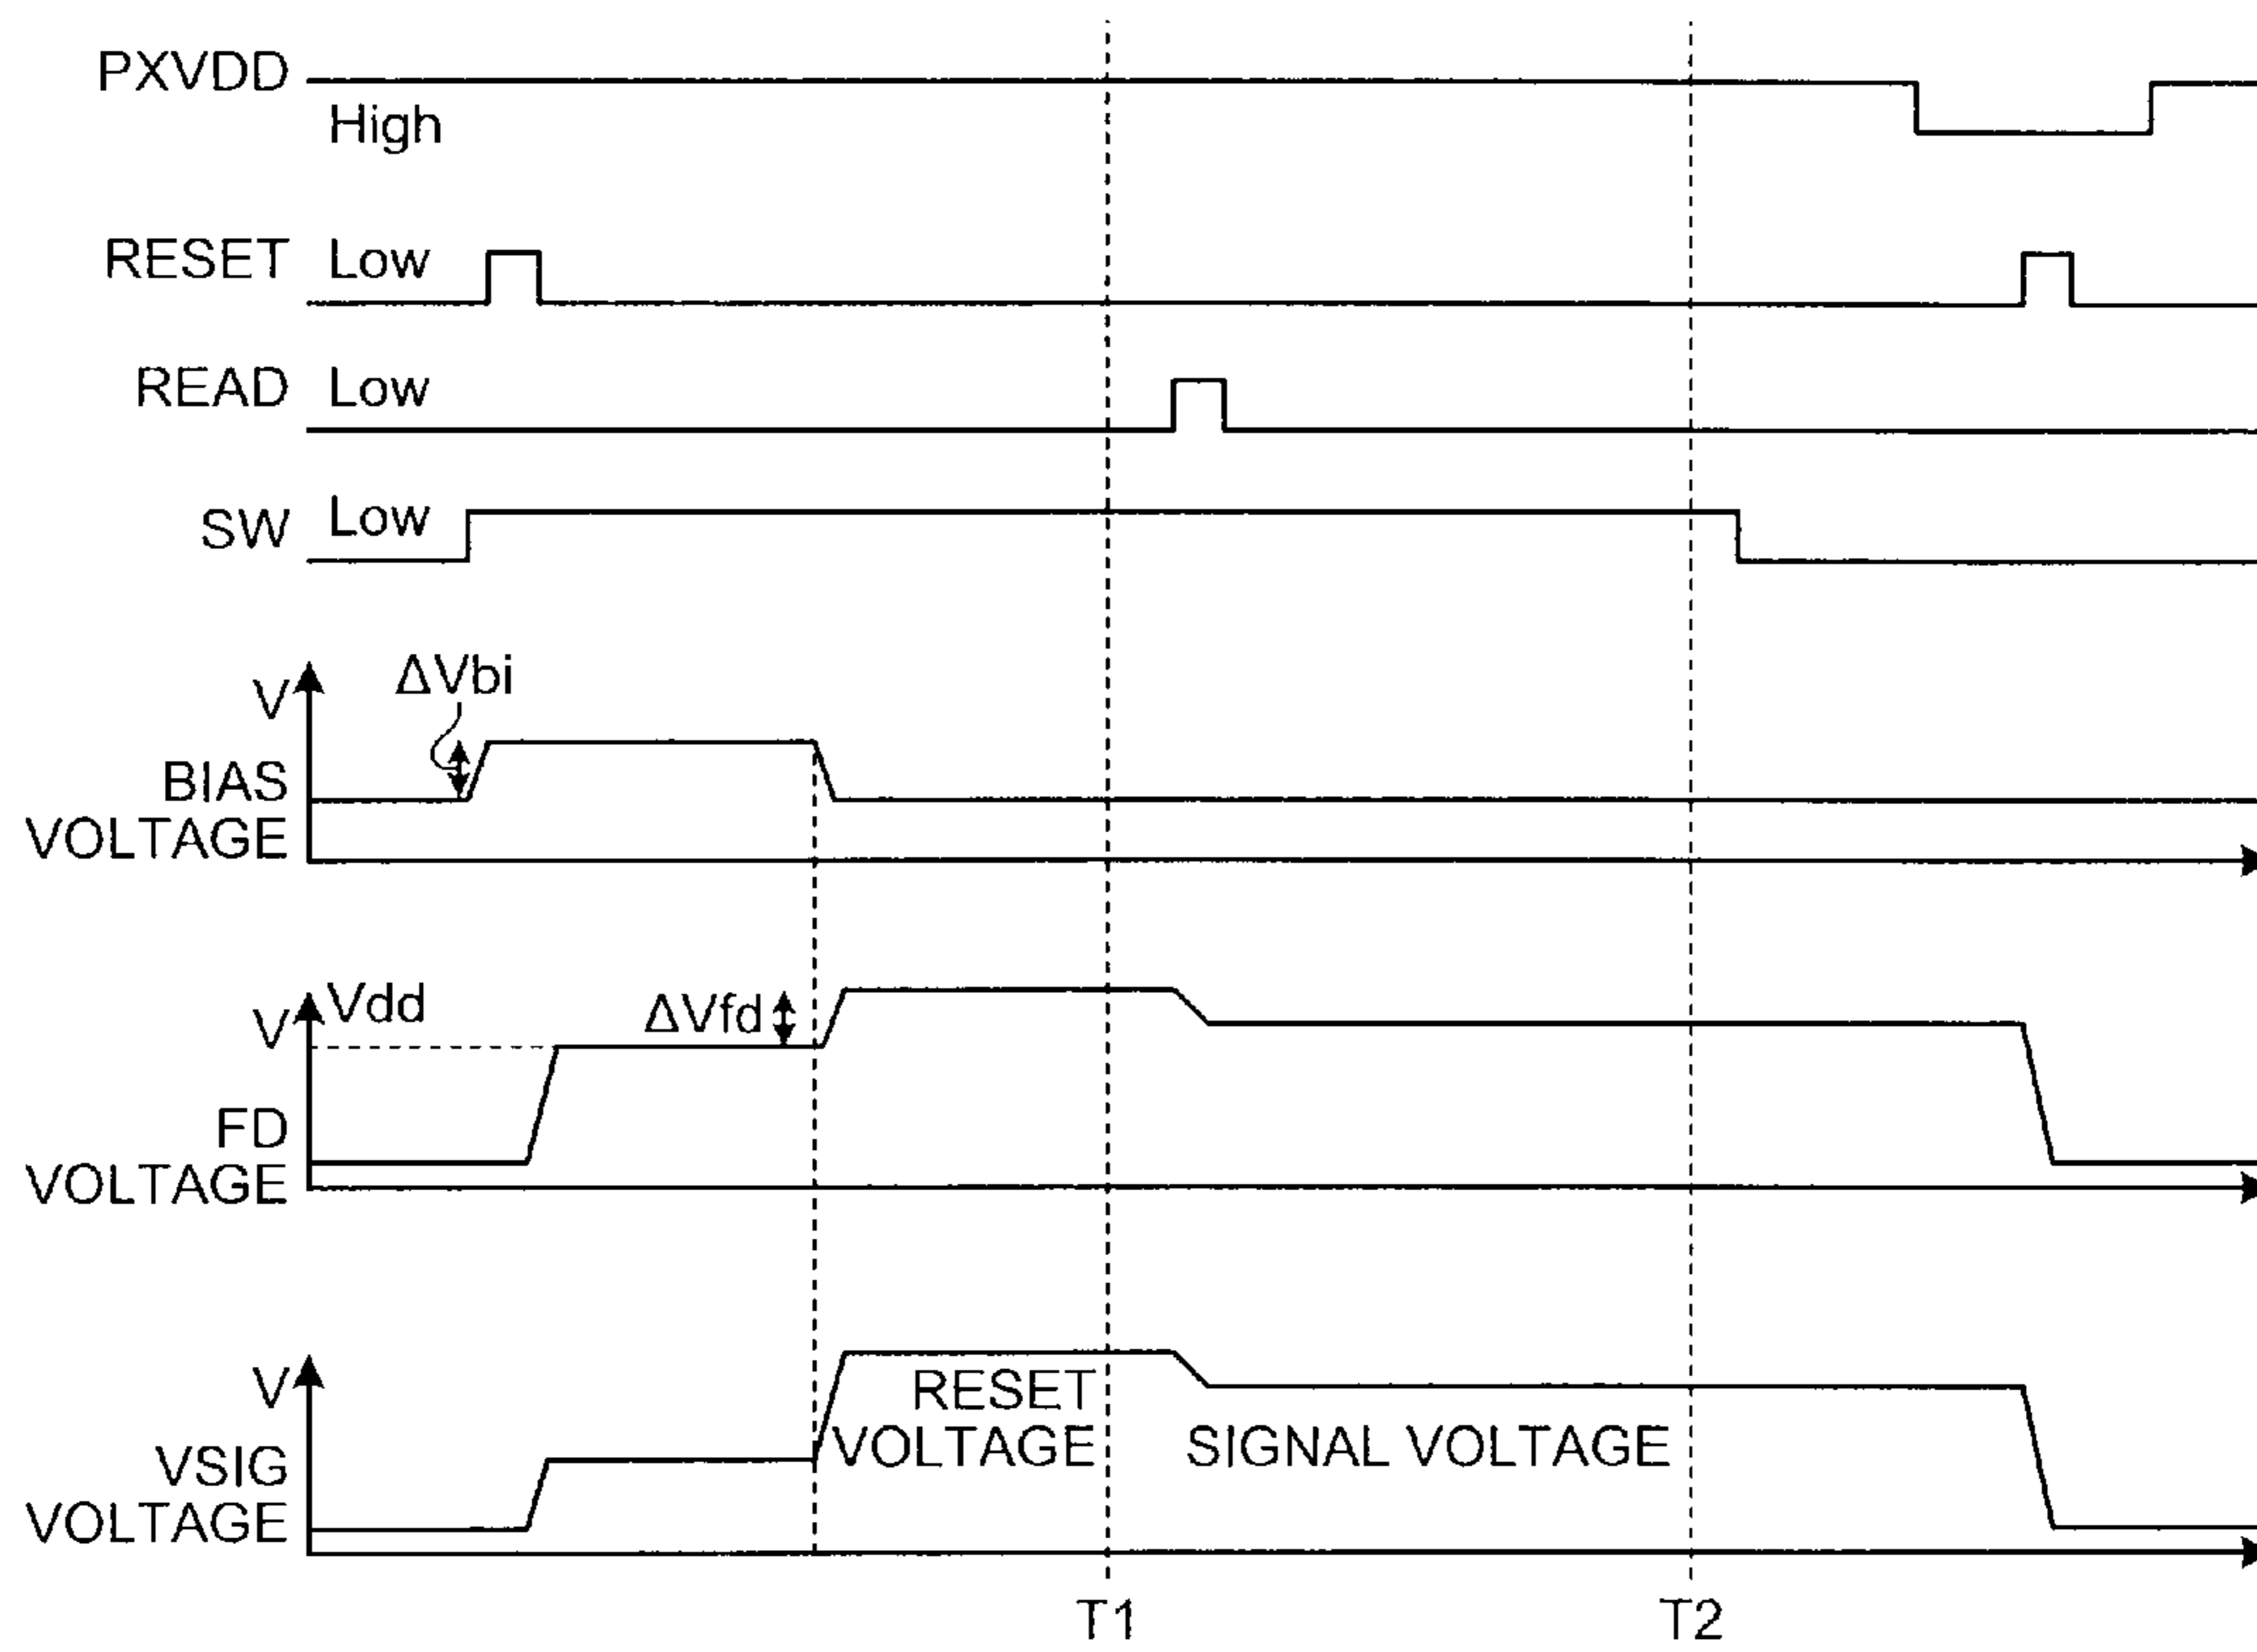 PXVDD
High
RESET Low
READ Low
SW Low
ΔVbi
V
BIAS
VOLTAGE
Vdd
V
ΔVfd
FD
VOLTAGE
V
RESET
VOLTAGE
SIGNAL VOLTAGE
VSIG
VOLTAGE
T1
T2